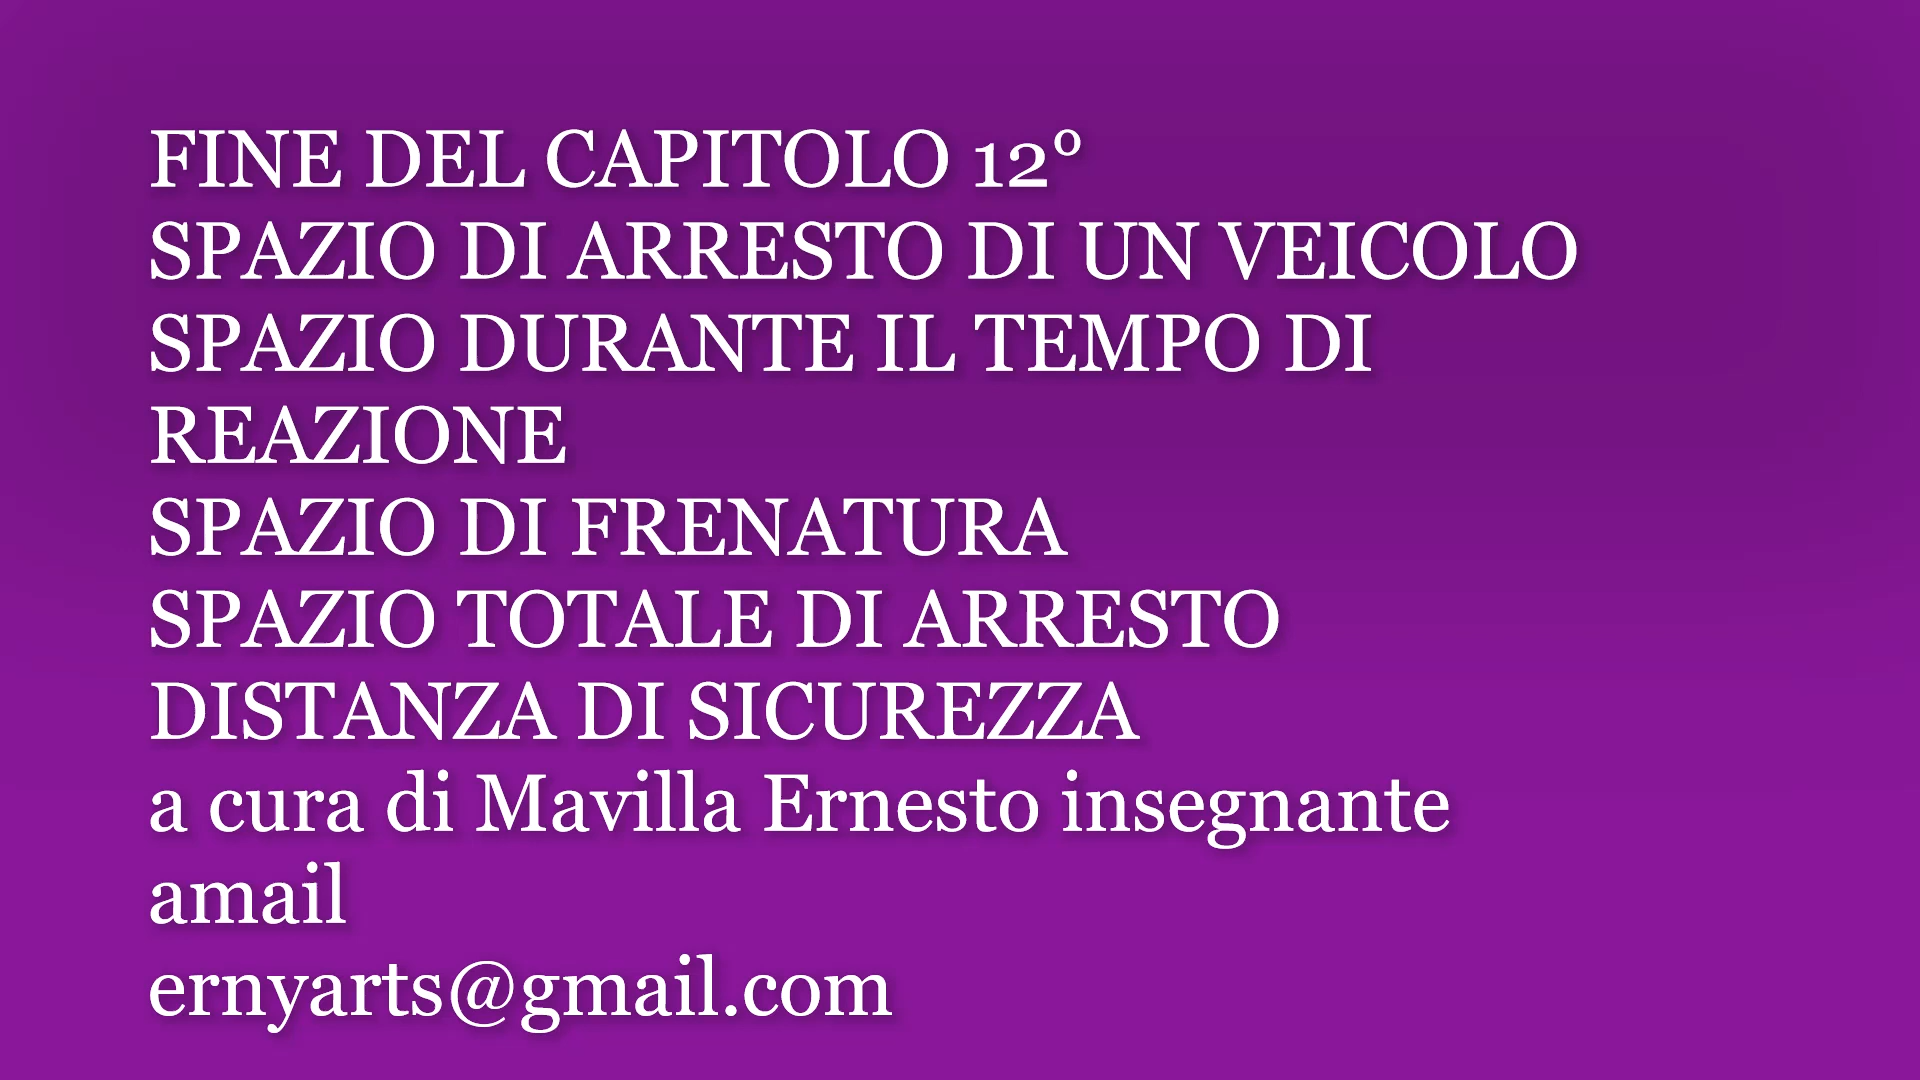 FINE DEL CAPITOLO 12°
SPAZIO DI ARRESTO DI UN VEICOLO
SPAZIO DURANTE IL TEMPO DI
REAZIONE
SPAZIO DI FRENATURA
SPAZIO TOTALE DI ARRESTO
DISTANZA DI SICUREZZA
a cura di Mavilla Ernesto insegnante
amail
ernyarts@gmail.com